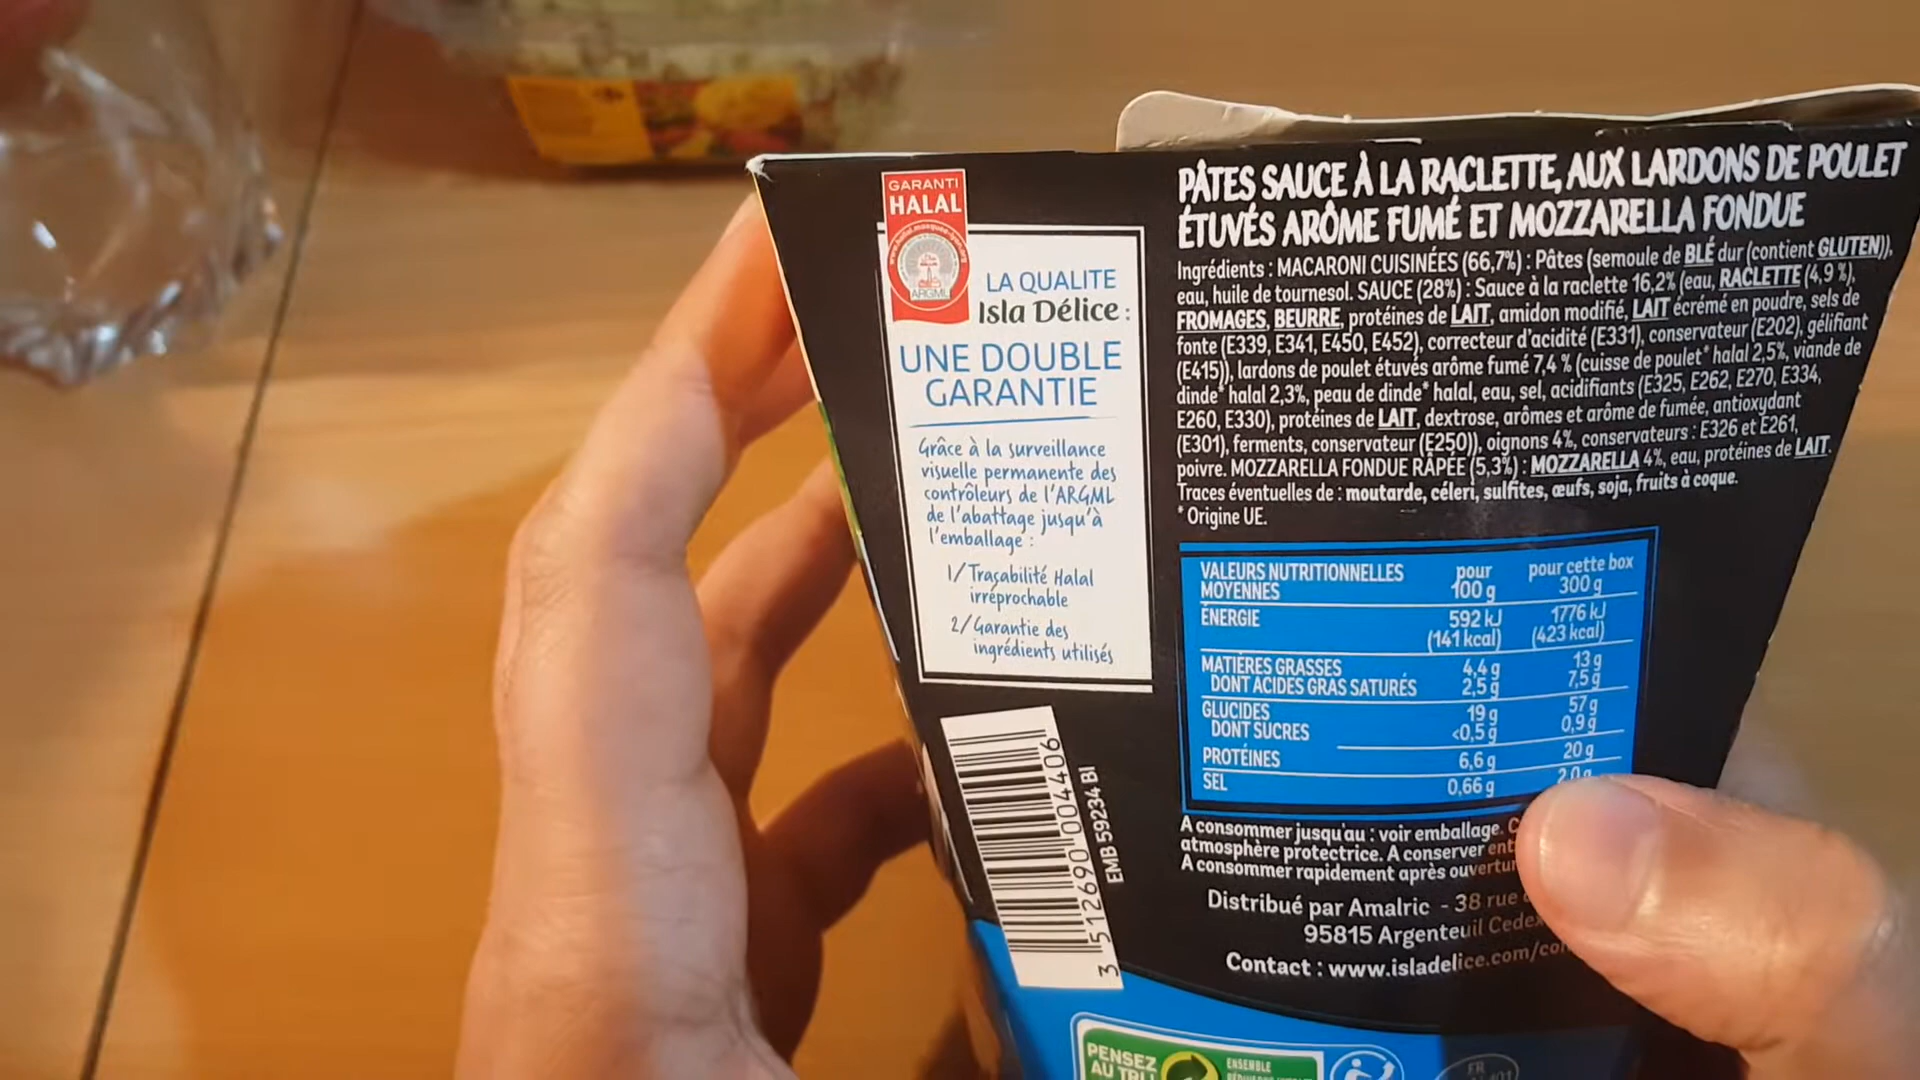 GARANTI
HALAL
ARGML
LA QUALITE
Isla Délice :
UNE DOUBLE
GARANTIE
Grâce à la surveillance
visuelle permanente des
contrôleurs de l'ARGML
de l'abattage jusqu'à
l'emballage :
1/ Traçabilité Halal
irréprochable
2/ Garantie des
ingrédients utilisés
3 512690 004406
EMB 59234 BI
PÂTES SAUCE À LA RACLETTE, AUX LARDONS DE POULET
ÉTUVÉS ARÔME FUMÉ ET MOZZARELLA FONDUE
Ingrédients : MACARONI CUISINÉES (66,7%) : Pâtes (semoule de BLÉ dur (contient GLUTEN)),
eau, huile de tournesol. SAUCE (28%) : Sauce à la raclette 16,2% (eau, RACLETTE (4,9 %),
FROMAGES, BEURRE, protéines de LAIT, amidon modifié, LAIT écrémé en poudre, sels de
fonte (E339, E341, E450, E452), correcteur d'acidité (E331), conservateur (E202), gélifiant
(E415)), lardons de poulet étuvés arôme fumé 7,4 % (cuisse de poulet* halal 2,5%, viande de
dinde* halal 2,3%, peau de dinde* halal, eau, sel, acidifiants (E325, E262, E270, E334,
E260, E330), protéines de LAIT, dextrose, arômes et arôme de fumée, antioxydant
(E301), ferments, conservateur (E250)), oignons 4%, conservateurs : E326 et E261,
poivre. MOZZARELLA FONDUE RÂPÉE (5,3%) : MOZZARELLA 4%, eau, protéines de LAIT.
Traces éventuelles de : moutarde, céleri, sulfites, œufs, soja, fruits à coque.
* Origine UE.
VALEURS NUTRITIONNELLES MOYENNES pour 100 g pour cette box 300 g
ÉNERGIE 592 kJ 1776 kJ
(141 kcal) (423 kcal)
MATIÈRES GRASSES 4,4 g 13 g
DONT ACIDES GRAS SATURÉS 2,5 g 7,5 g
GLUCIDES 19 g 57 g
DONT SUCRES <0,5 g 0,9 g
PROTÉINES 6,6 g 20 g
SEL 0,66 g 2,0 g
A consommer jusqu'au : voir emballage.
atmosphère protectrice. A conserver
A consommer rapidement après
Distribué par Amalric - 38 rue
95815 Argenteuil Cedex
Contact : www.isladelice.com/
PENSEZ
AU TRI
ENSEMBLE
FR